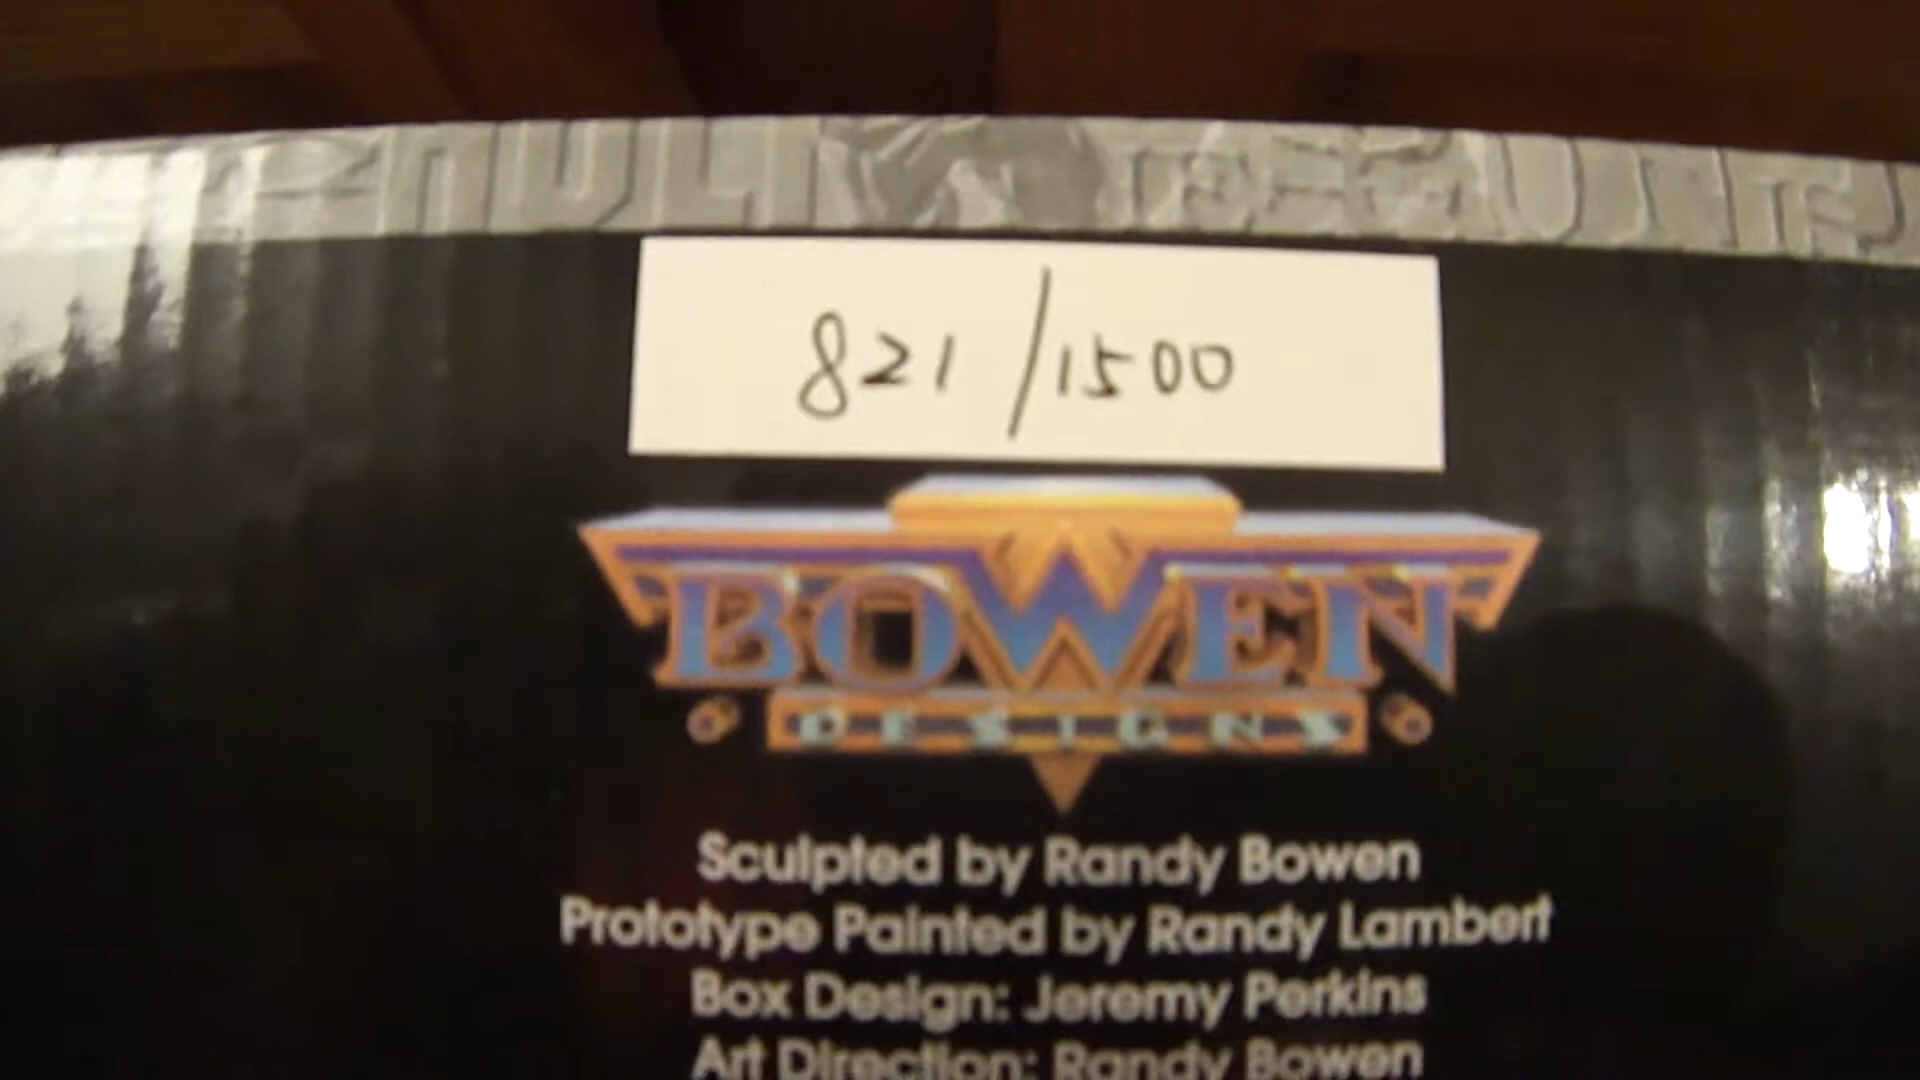 821/1500
BOWEN
DESIGNS
Sculpted by Randy Bowen
Prototype Painted by Randy Lambert
Box Design: Jeremy Perkins
Art Direction: Randy Bowen